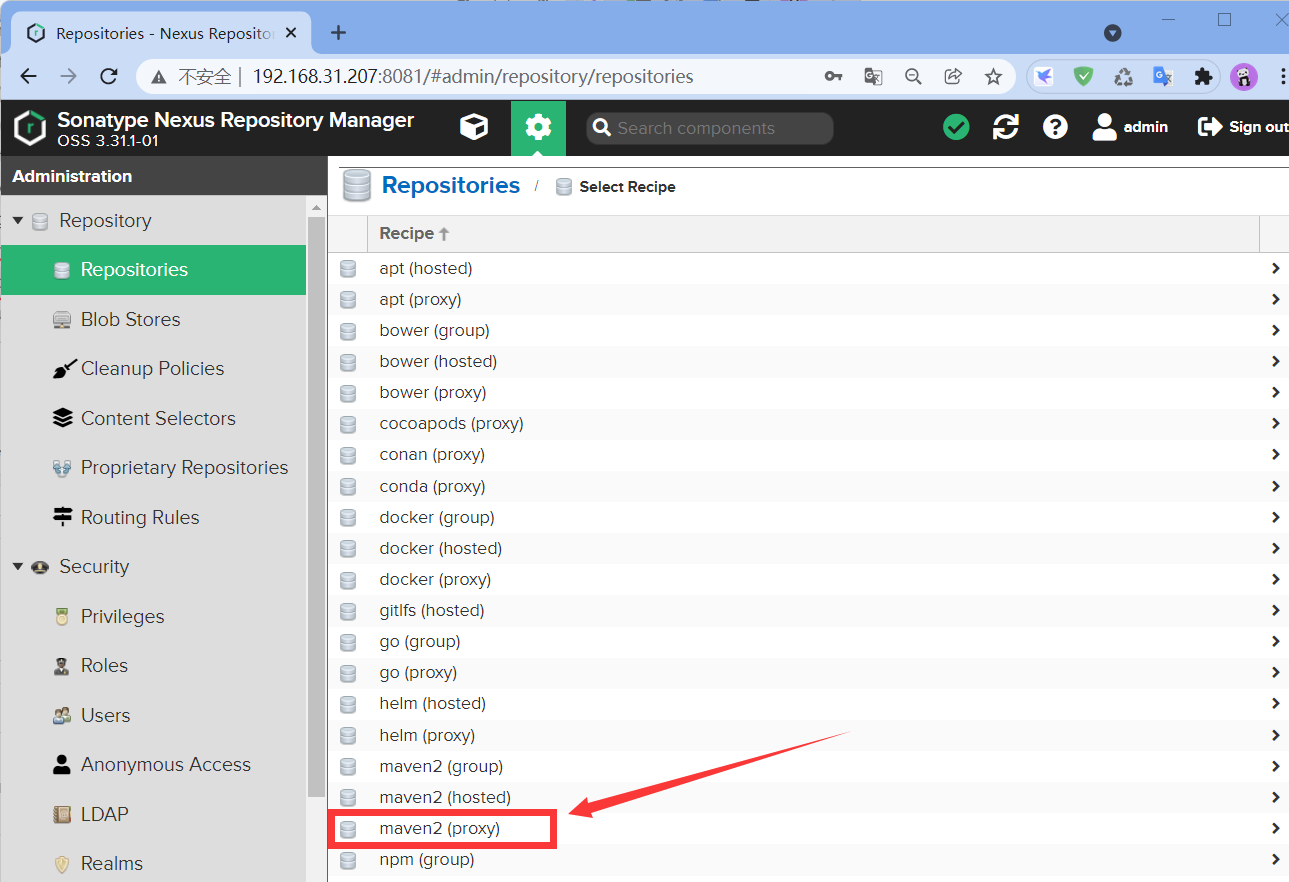 Repositories - Nexus Reposito
不安全 | 192.168.31.207:8081/#admin/repository/repositories
Sonatype Nexus Repository Manager
OSS 3.31.1-01
Search components
admin
Sign out
Administration
Repositories / Select Recipe
Repository
Repositories
Blob Stores
Cleanup Policies
Content Selectors
Proprietary Repositories
Routing Rules
Security
Privileges
Roles
Users
Anonymous Access
LDAP
Realms
Recipe
apt (hosted)
apt (proxy)
bower (group)
bower (hosted)
bower (proxy)
cocoapods (proxy)
conan (proxy)
conda (proxy)
docker (group)
docker (hosted)
docker (proxy)
gitlfs (hosted)
go (group)
go (proxy)
helm (hosted)
helm (proxy)
maven2 (group)
maven2 (hosted)
maven2 (proxy)
npm (group)